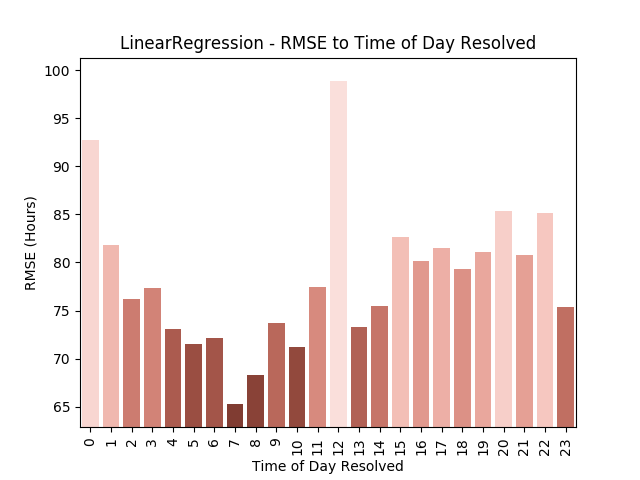 LinearRegression - RMSE to Time of Day Resolved
100
95
90
85
80
75
70
65
RMSE (Hours)
0 1 2 3 4 5 6 7 8 9 10 11 12 13 14 15 16 17 18 19 20 21 22 23
Time of Day Resolved